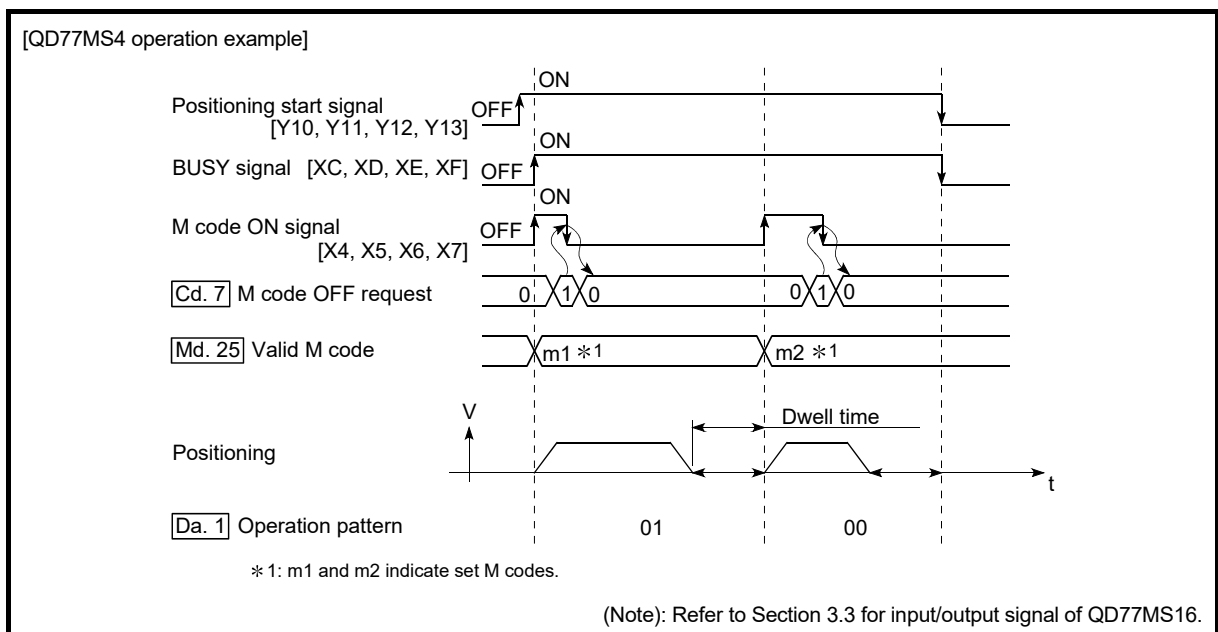 [QD77MS4 operation example]
ON
Positioning start signal
[Y10, Y11, Y12, Y13]
OFF
ON
BUSY signal [XC, XD, XE, XF]
OFF
ON
M code ON signal
[X4, X5, X6, X7]
OFF
Cd. 7 M code OFF request
0 1 0 0 1 0
Md. 25 Valid M code
m1 *1 m2 *1
V
Dwell time
Positioning
t
Da. 1 Operation pattern
01 00
*1: m1 and m2 indicate set M codes.
(Note): Refer to Section 3.3 for input/output signal of QD77MS16.